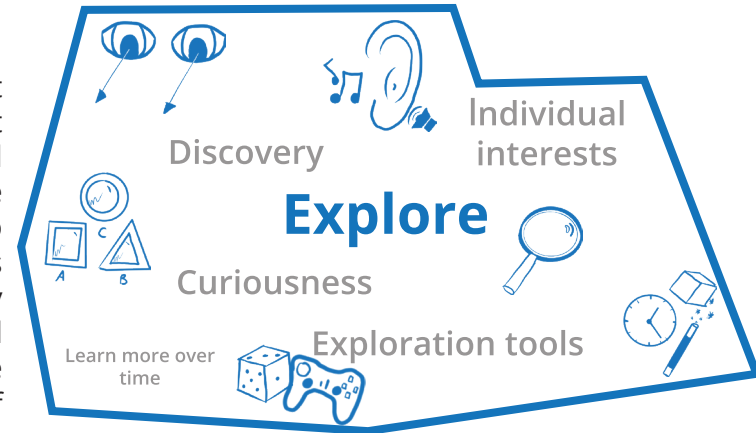 Individual
interests
Discovery
Explore
Curiousness
Exploration tools
Learn more over
time
C
A
B